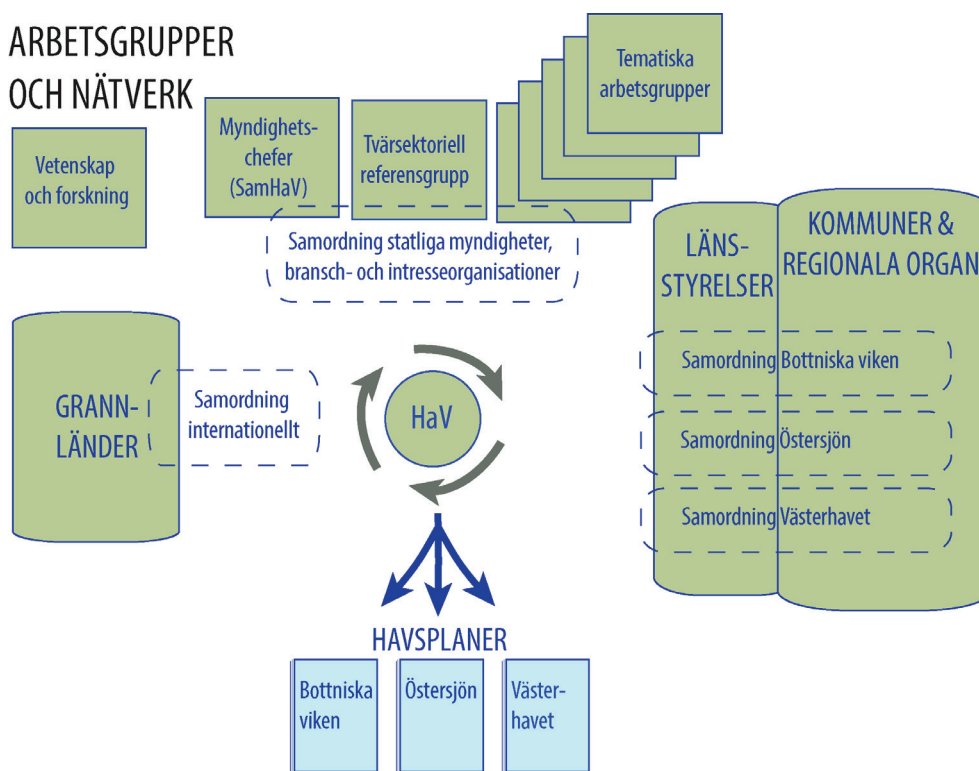 ARBETSGRUPPER
OCH NÄTVERK
Vetenskap
och forskning
Myndighets-
chefer
(SamHaV)
Tvärsektoriell
referensgrupp
Tematiska
arbetsgrupper
Samordning statliga myndigheter,
bransch- och intresseorganisationer
LÄNS-
STYRELSER
KOMMUNER &
REGIONALA ORGAN
Samordning Bottniska viken
Samordning Östersjön
Samordning Västerhavet
GRANN-
LÄNDER
Samordning
internationellt
HaV
HAVSPLANER
Bottniska
viken
Östersjön
Väster-
havet